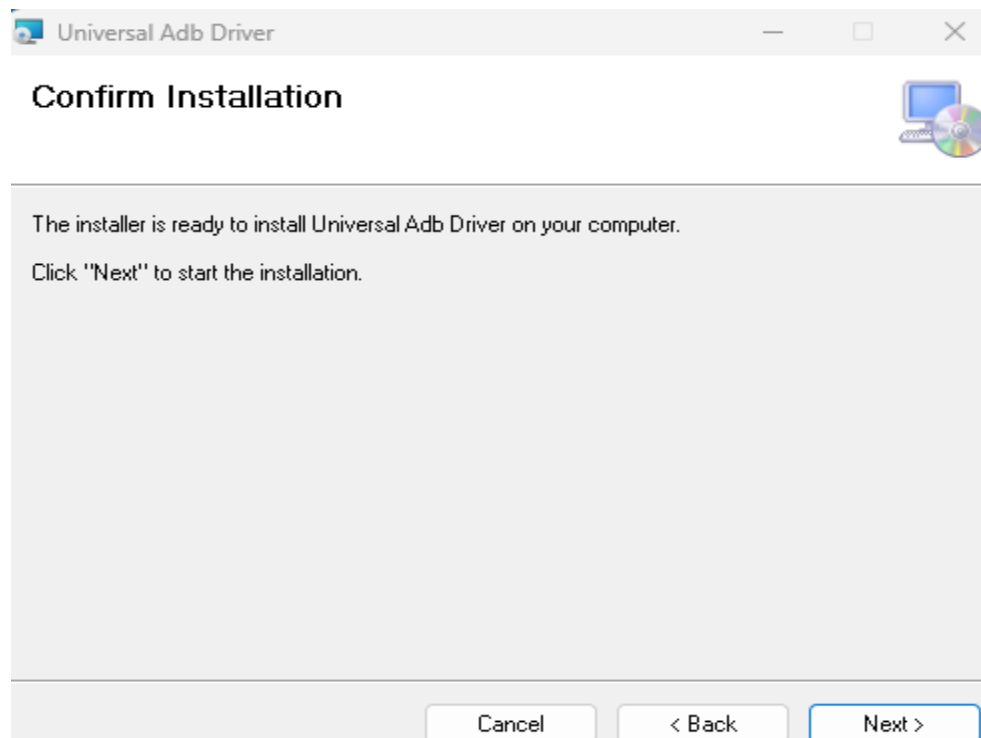 Universal Adb Driver
Confirm Installation
The installer is ready to install Universal Adb Driver on your computer.
Click "Next" to start the installation.
Cancel
< Back
Next >